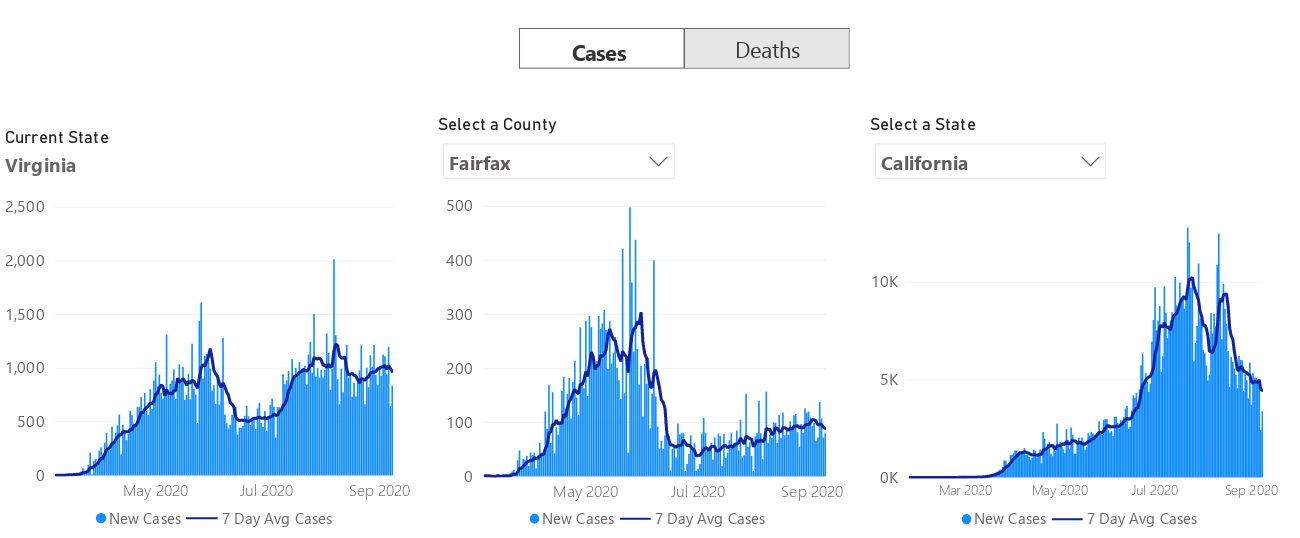 Cases Deaths
Current State
Virginia
2,500
2,000
1,500
1,000
500
0
May 2020 Jul 2020 Sep 2020
New Cases 7 Day Avg Cases
Select a County
Fairfax
500
400
300
200
100
0
May 2020 Jul 2020 Sep 2020
New Cases 7 Day Avg Cases
Select a State
California
10K
5K
0K
Mar 2020 May 2020 Jul 2020 Sep 2020
New Cases 7 Day Avg Cases